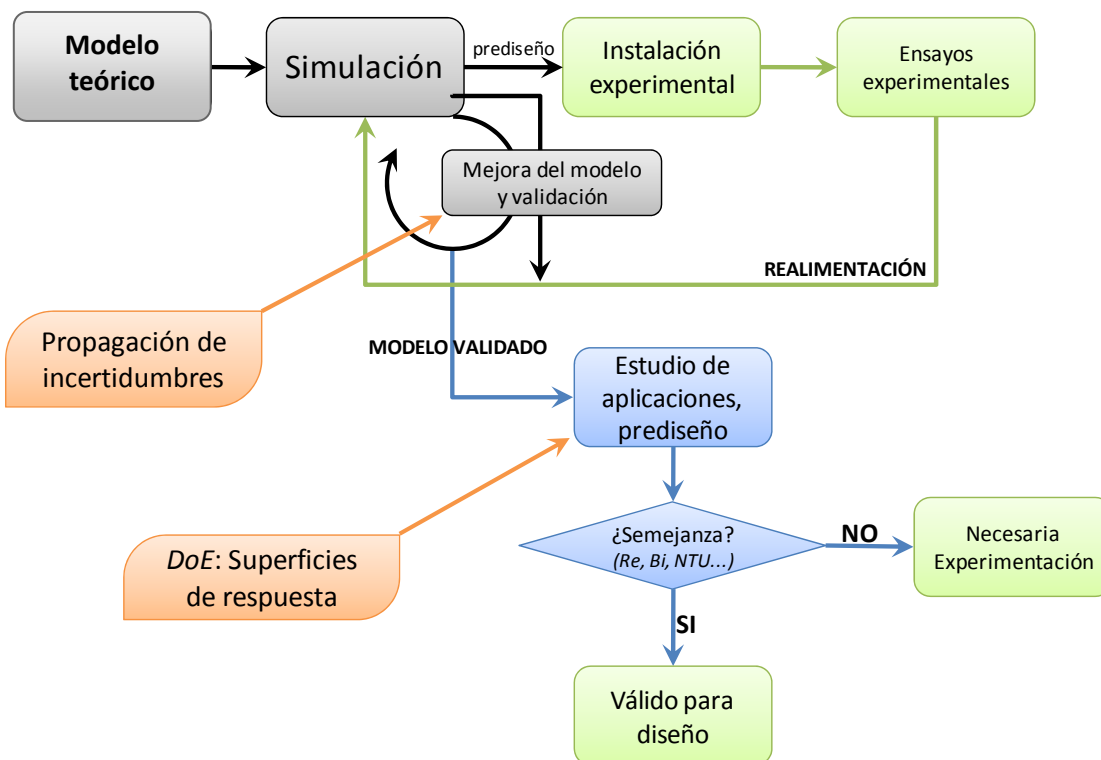 Modelo
teórico
Simulación
prediseño
Instalación
experimental
Ensayos
experimentales
Mejora del modelo
y validación
REALIMENTACIÓN
Propagación de
incertidumbres
MODELO VALIDADO
Estudio de
aplicaciones,
prediseño
DoE: Superficies
de respuesta
¿Semejanza?
(Re, Bi, NTU...)
NO
Necesaria
Experimentación
SI
Válido para
diseño